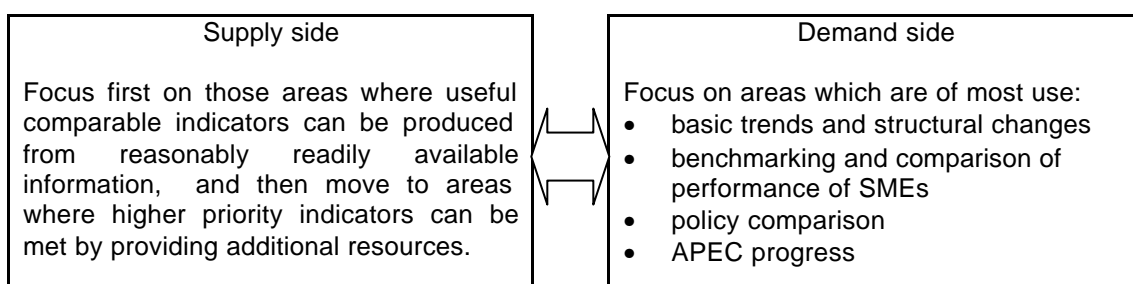 Supply side
Focus first on those areas where useful
comparable indicators can be produced
from reasonably readily available
information, and then move to areas
where higher priority indicators can be
met by providing additional resources.
Demand side
Focus on areas which are of most use:
• basic trends and structural changes
• benchmarking and comparison of
performance of SMEs
• policy comparison
• APEC progress